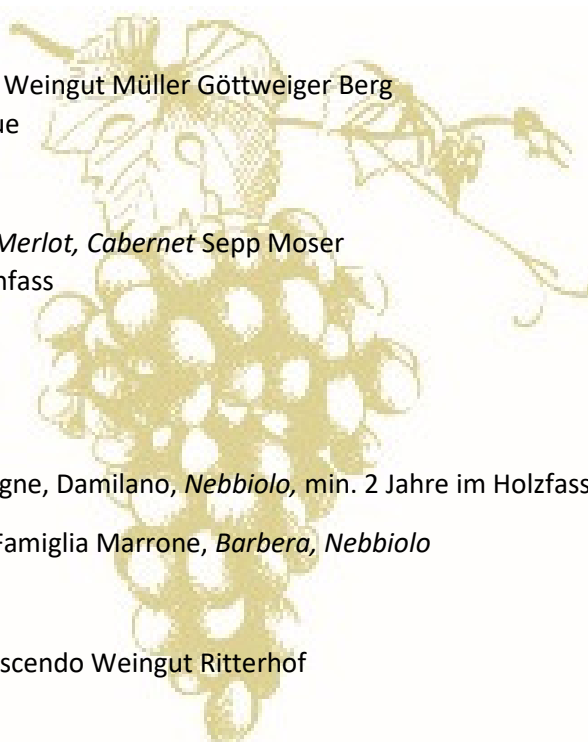 Weingut Müller Göttweiger Berg
ue
Merlot, Cabernet Sepp Moser
nfass
gne, Damilano, Nebbiolo, min. 2 Jahre im Holzfass
Famiglia Marrone, Barbera, Nebbiolo
scendo Weingut Ritterhof